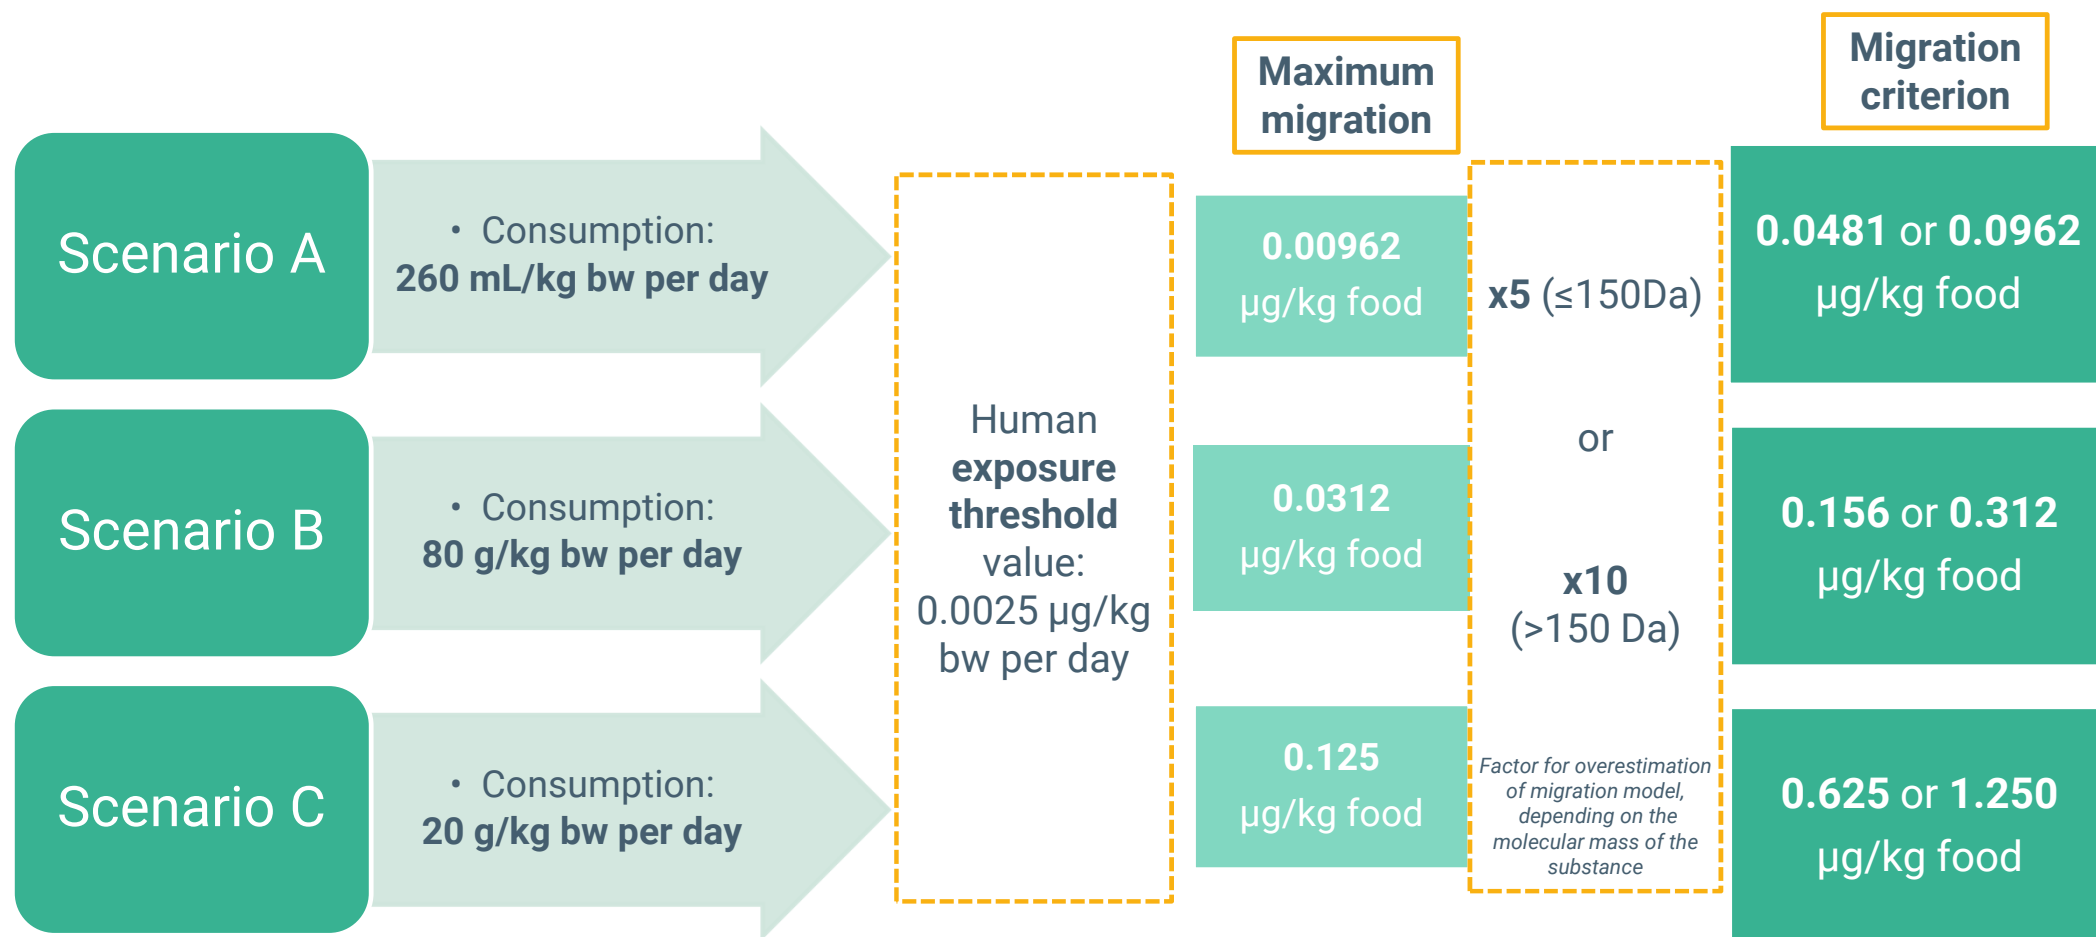 Maximum
migration
Migration
criterion
Scenario A
• Consumption:
260 mL/kg bw per day
0.00962
µg/kg food
0.0481 or 0.0962
µg/kg food
Scenario B
• Consumption:
80 g/kg bw per day
Human
exposure
threshold
value:
0.0025 µg/kg
bw per day
0.0312
µg/kg food
x5 (≤150Da)
or
x10
(>150 Da)
Factor for overestimation
of migration model,
depending on the
molecular mass of the
substance
0.156 or 0.312
µg/kg food
Scenario C
• Consumption:
20 g/kg bw per day
0.125
µg/kg food
0.625 or 1.250
µg/kg food